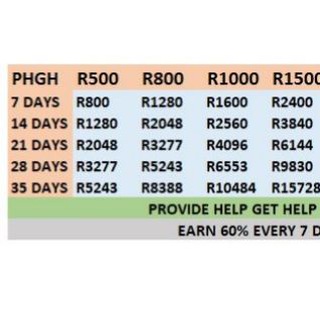 PHGH R500 R800 R1000 R1500
7 DAYS R800 R1280 R1600 R2400
14 DAYS R1280 R2048 R2560 R3840
21 DAYS R2048 R3277 R4096 R6144
28 DAYS R3277 R5243 R6553 R9830
35 DAYS R5243 R8388 R10484 R15728
PROVIDE HELP GET HELP
EARN 60% EVERY 7 D